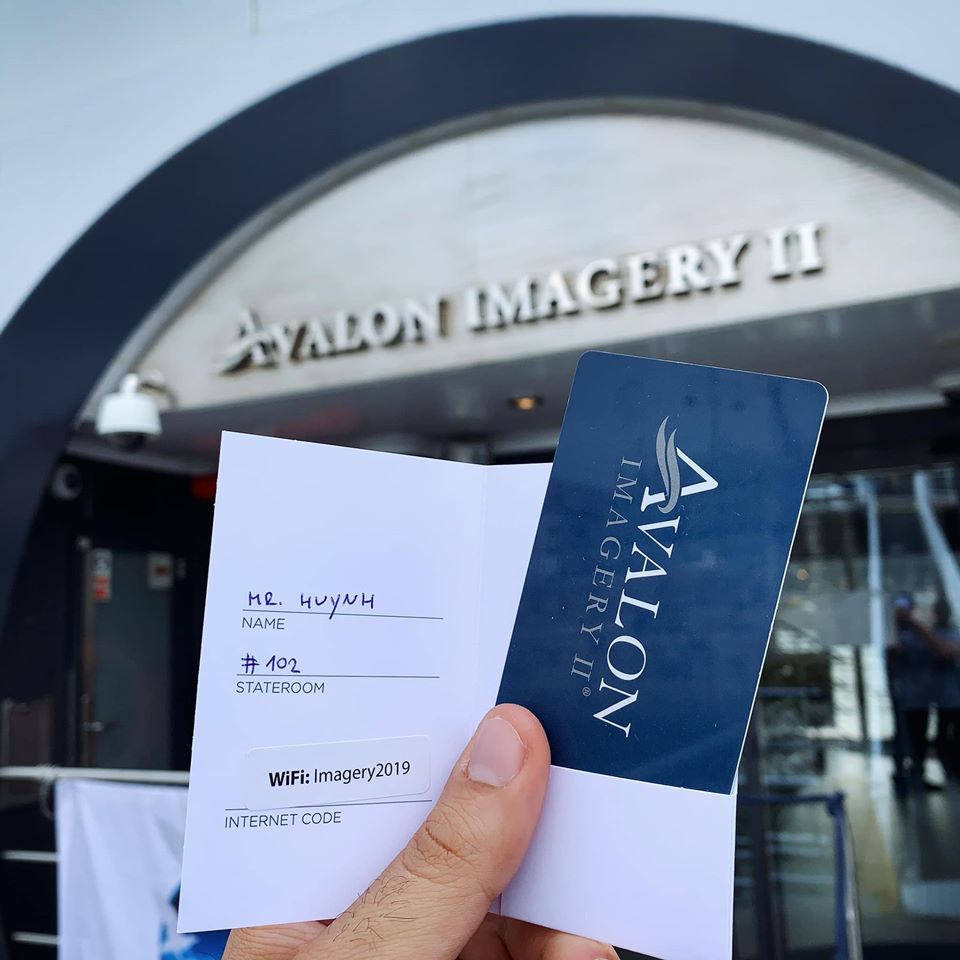 AVALON IMAGERY II
MR. HUYNH
NAME
# 102
STATEROOM
WiFi: Imagery2019
INTERNET CODE
AVALON
IMAGERY II®